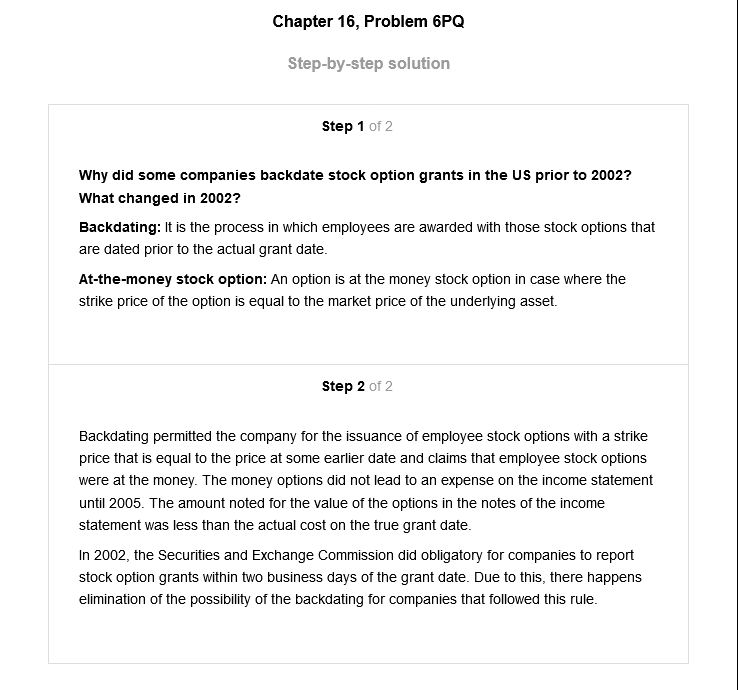 Chapter 16, Problem 6PQ
Step-by-step solution
Step 1 of 2
Why did some companies backdate stock option grants in the US prior to 2002?
What changed in 2002?
Backdating: It is the process in which employees are awarded with those stock options that
are dated prior to the actual grant date.
At-the-money stock option: An option is at the money stock option in case where the
strike price of the option is equal to the market price of the underlying asset.
Step 2 of 2
Backdating permitted the company for the issuance of employee stock options with a strike
price that is equal to the price at some earlier date and claims that employee stock options
were at the money. The money options did not lead to an expense on the income statement
until 2005. The amount noted for the value of the options in the notes of the income
statement was less than the actual cost on the true grant date.
In 2002, the Securities and Exchange Commission did obligatory for companies to report
stock option grants within two business days of the grant date. Due to this, there happens
elimination of the possibility of the backdating for companies that followed this rule.